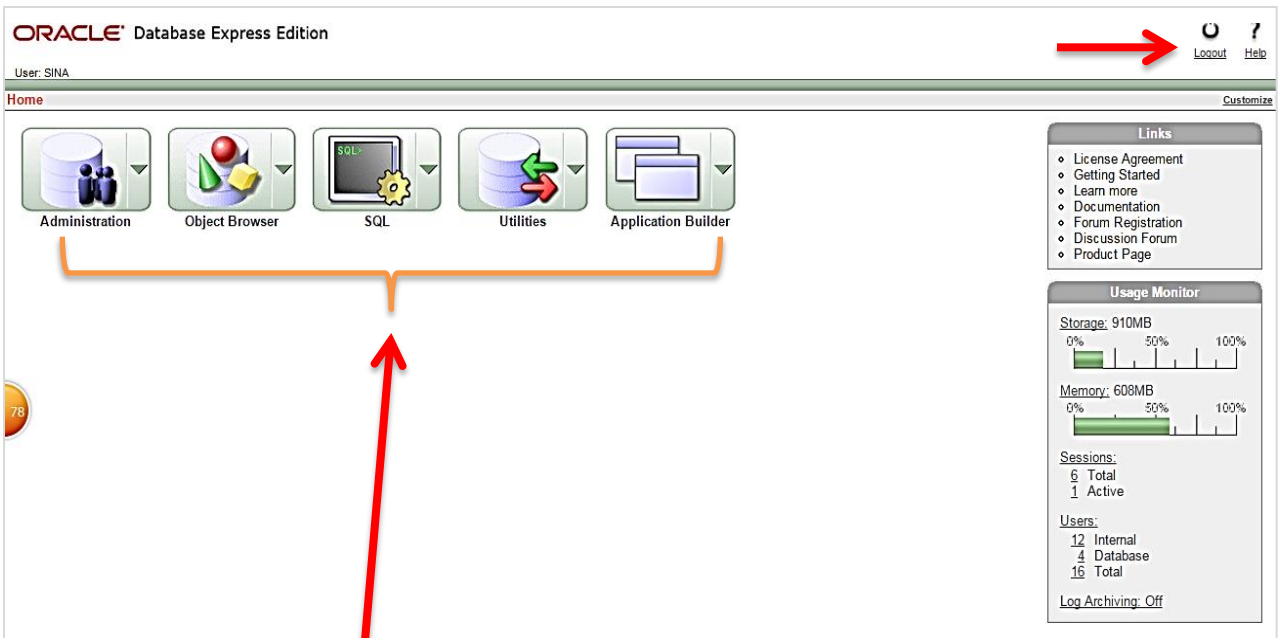 ORACLE® Database Express Edition
Logout
Help
User: SINA
Home
Customize
SQL>
Administration
Object Browser
SQL
Utilities
Application Builder
Links
License Agreement
Getting Started
Learn more
Documentation
Forum Registration
Discussion Forum
Product Page
Usage Monitor
Storage: 910MB
0% 50% 100%
Memory: 608MB
0% 50% 100%
Sessions:
6 Total
1 Active
Users:
12 Internal
4 Database
16 Total
Log Archiving: Off
78